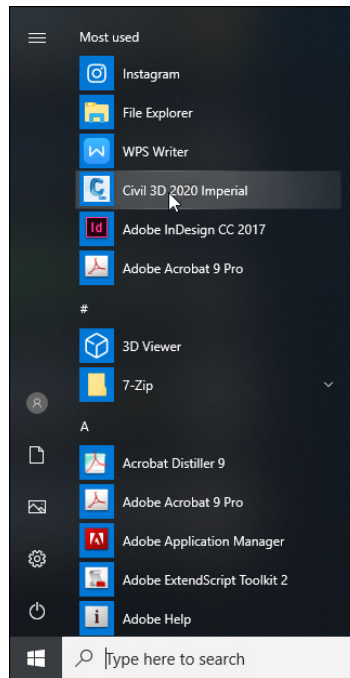 Most used
Instagram
File Explorer
WPS Writer
Civil 3D 2020 Imperial
Adobe InDesign CC 2017
Adobe Acrobat 9 Pro
#
3D Viewer
7-Zip
A
Acrobat Distiller 9
Adobe Acrobat 9 Pro
Adobe Application Manager
Adobe ExtendScript Toolkit 2
Adobe Help
Type here to search